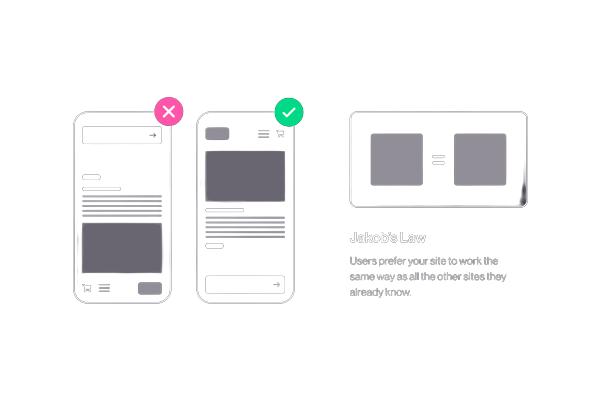 Jakob's Law
Users prefer your site to work the
same way as all the other sites they
already know.